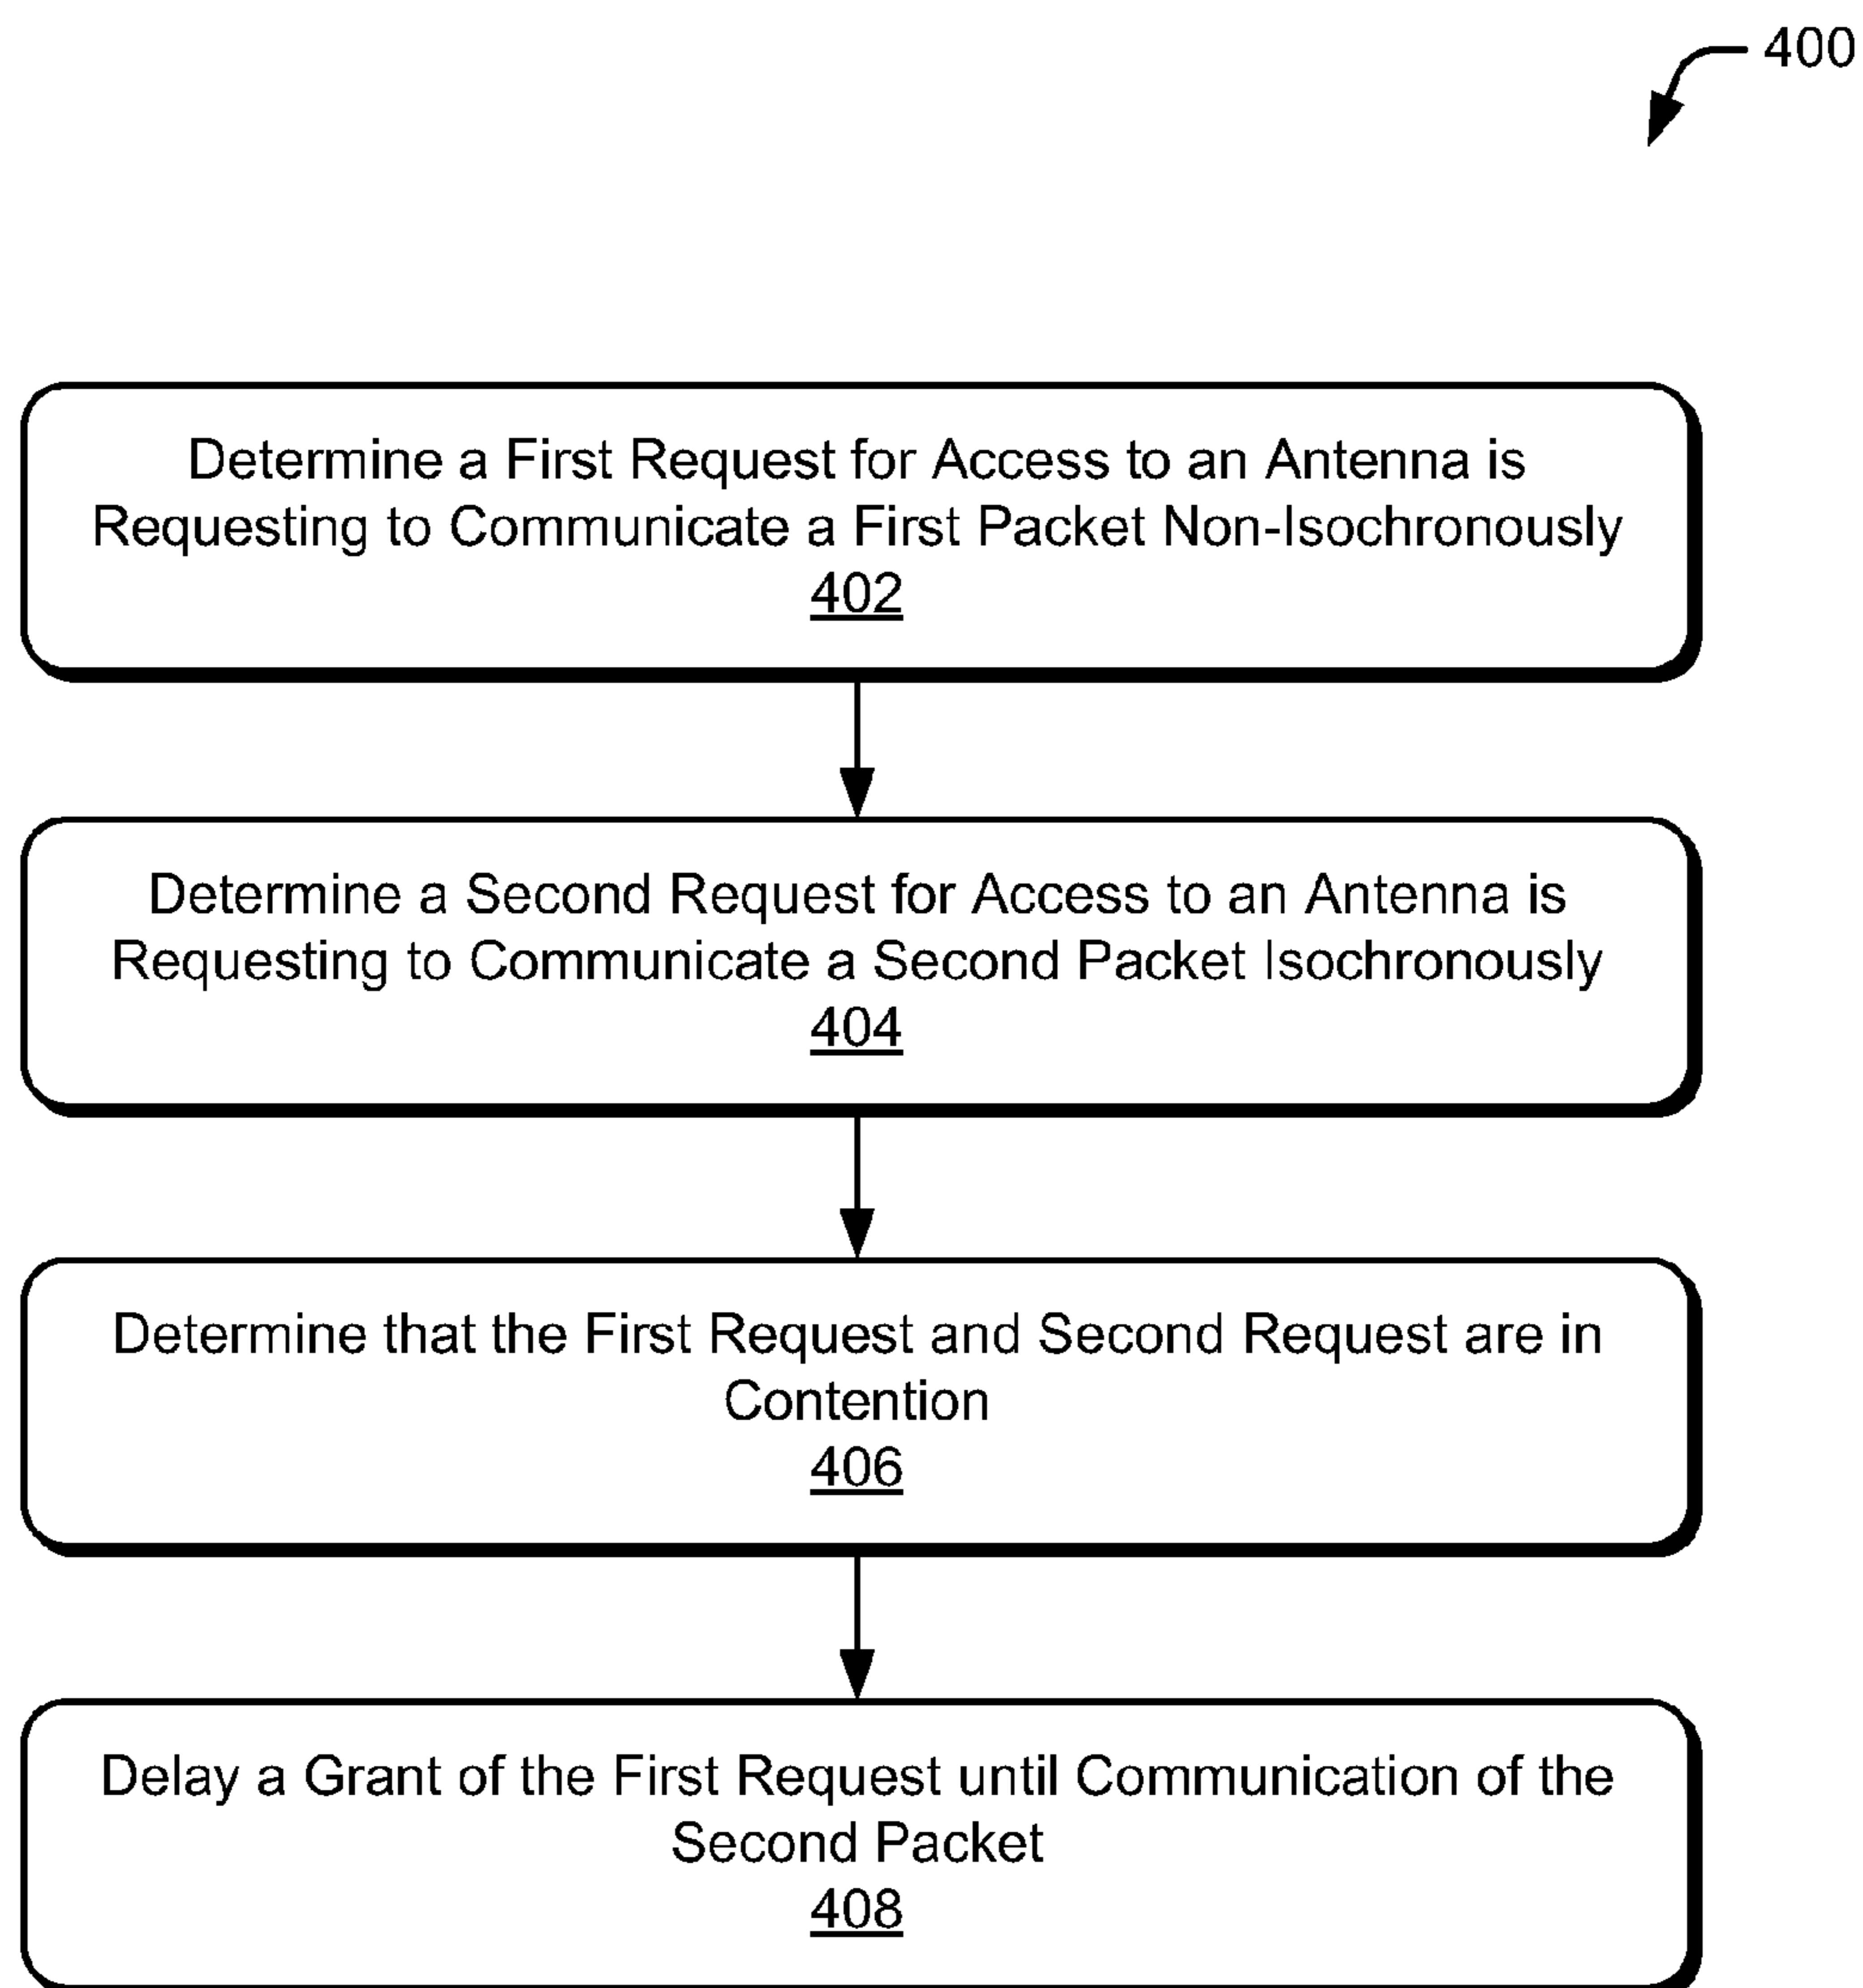 400
Determine a First Request for Access to an Antenna is
Requesting to Communicate a First Packet Non-Isochronously
402
Determine a Second Request for Access to an Antenna is
Requesting to Communicate a Second Packet Isochronously
404
Determine that the First Request and Second Request are in
Contention
406
Delay a Grant of the First Request until Communication of the
Second Packet
408